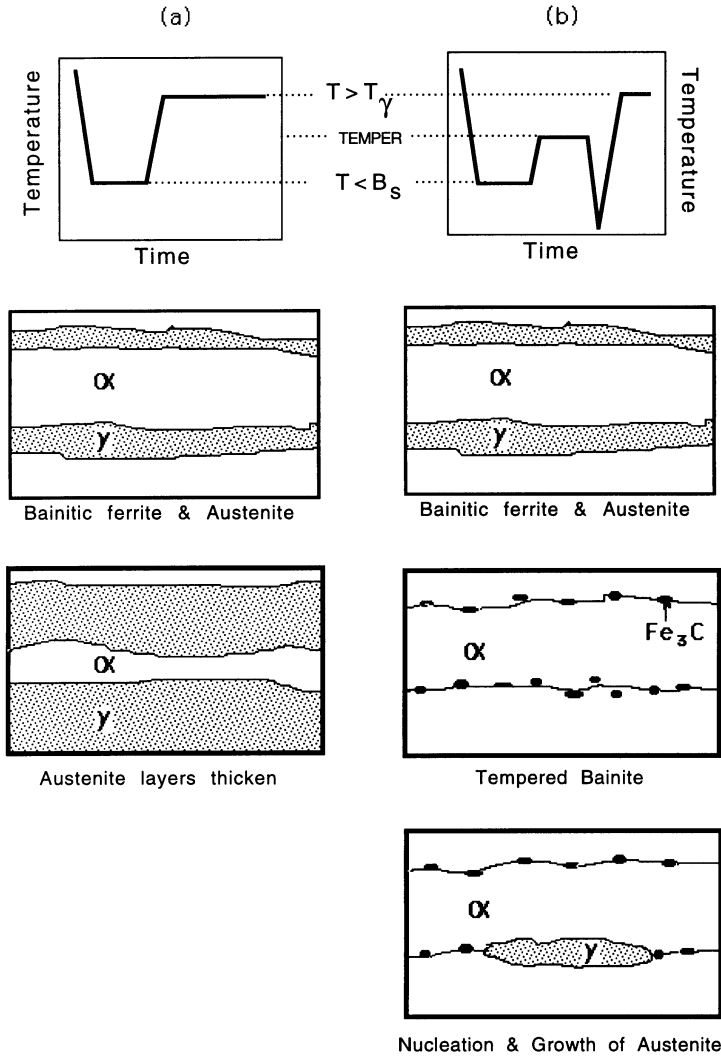 (a)
(b)
Temperature
Time
T > Tγ
TEMPER
T < Bs
Temperature
Time
α
γ
Bainitic ferrite & Austenite
α
γ
Bainitic ferrite & Austenite
α
γ
Austenite layers thicken
Fe3C
α
Tempered Bainite
α
γ
Nucleation & Growth of Austenite